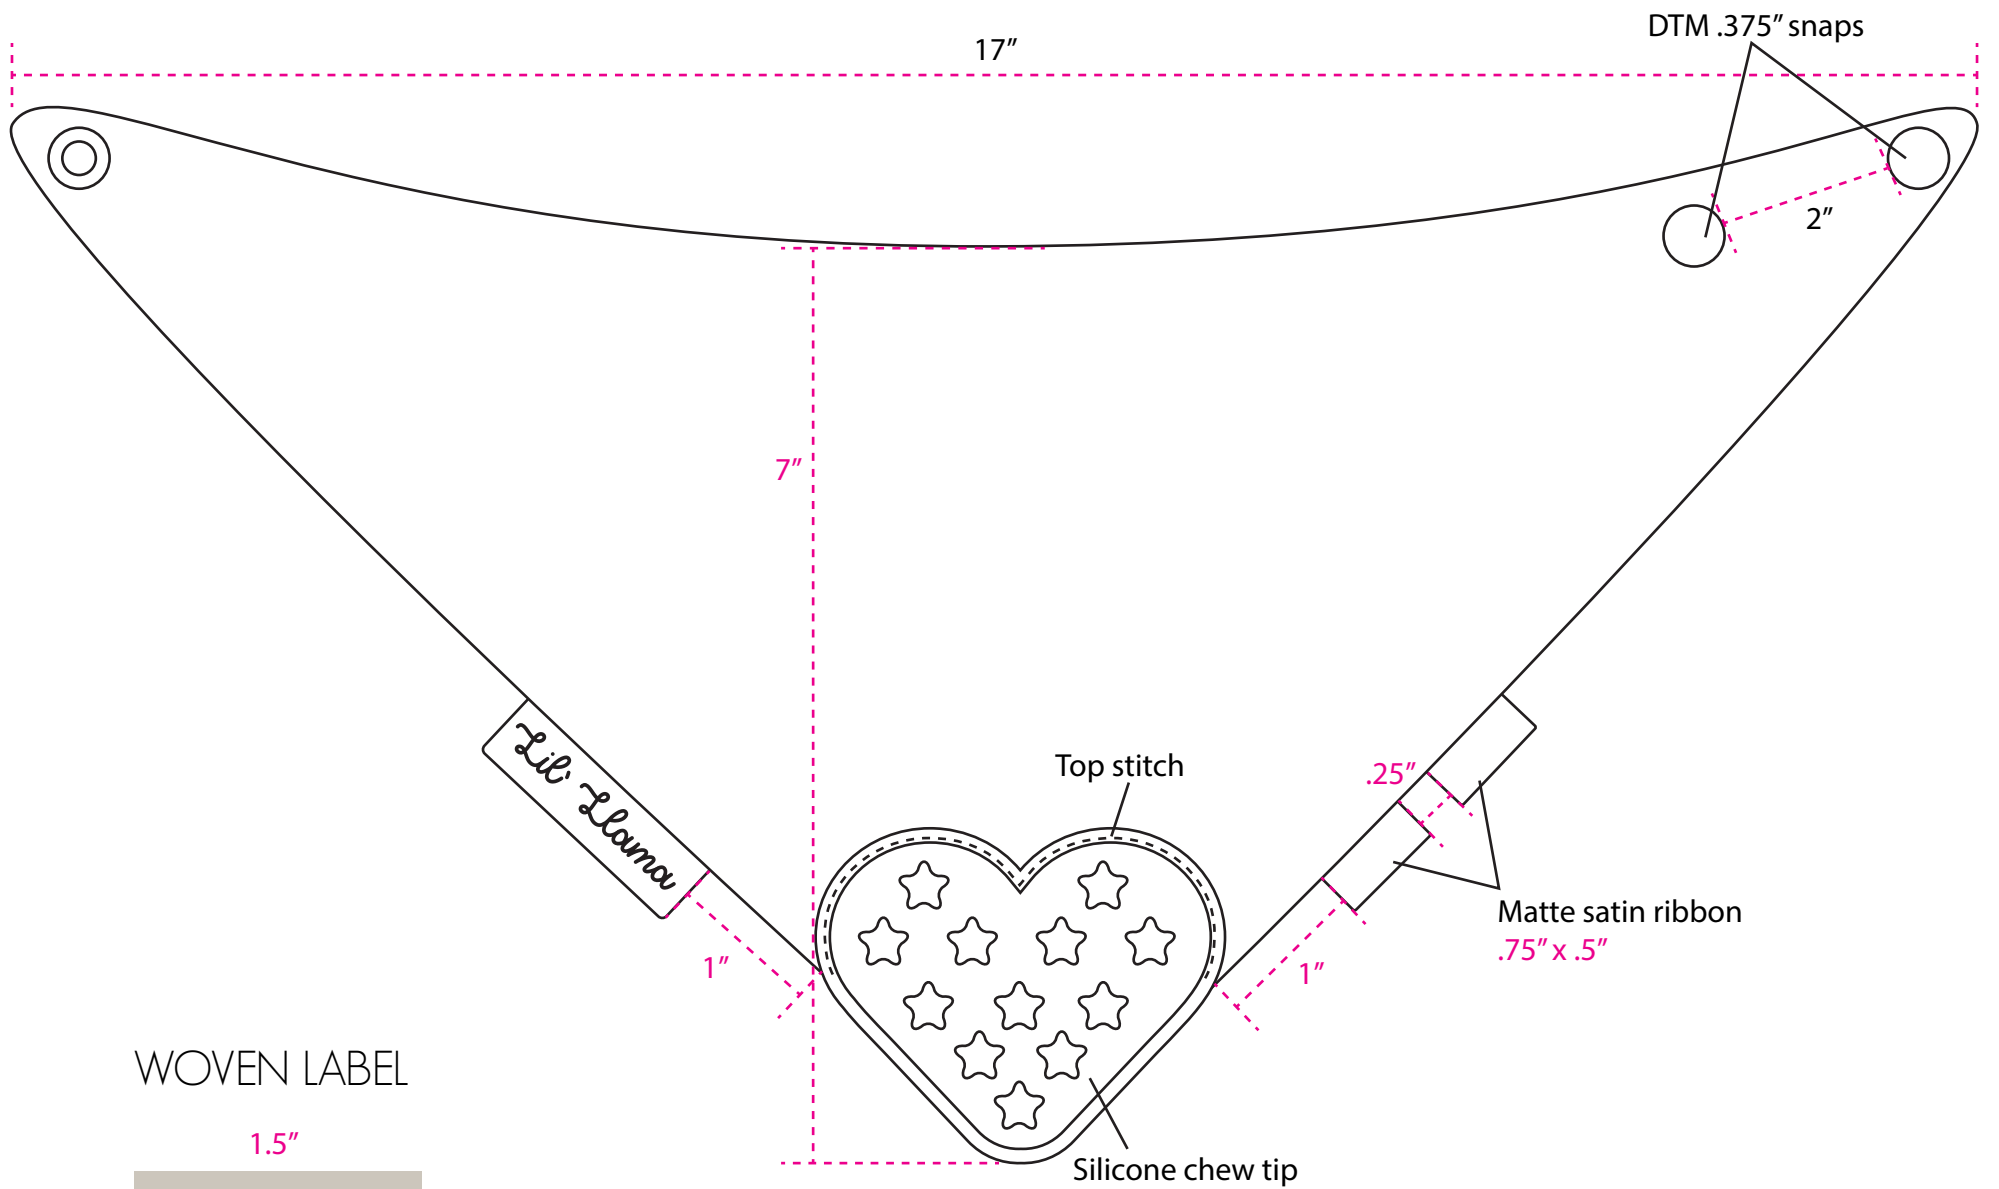 DTM .375” snaps
17”
2”
7”
Lil' Llama
Top stitch
.25”
Matte satin ribbon
.75” x .5”
1”
1”
WOVEN LABEL
1.5”
Silicone chew tip